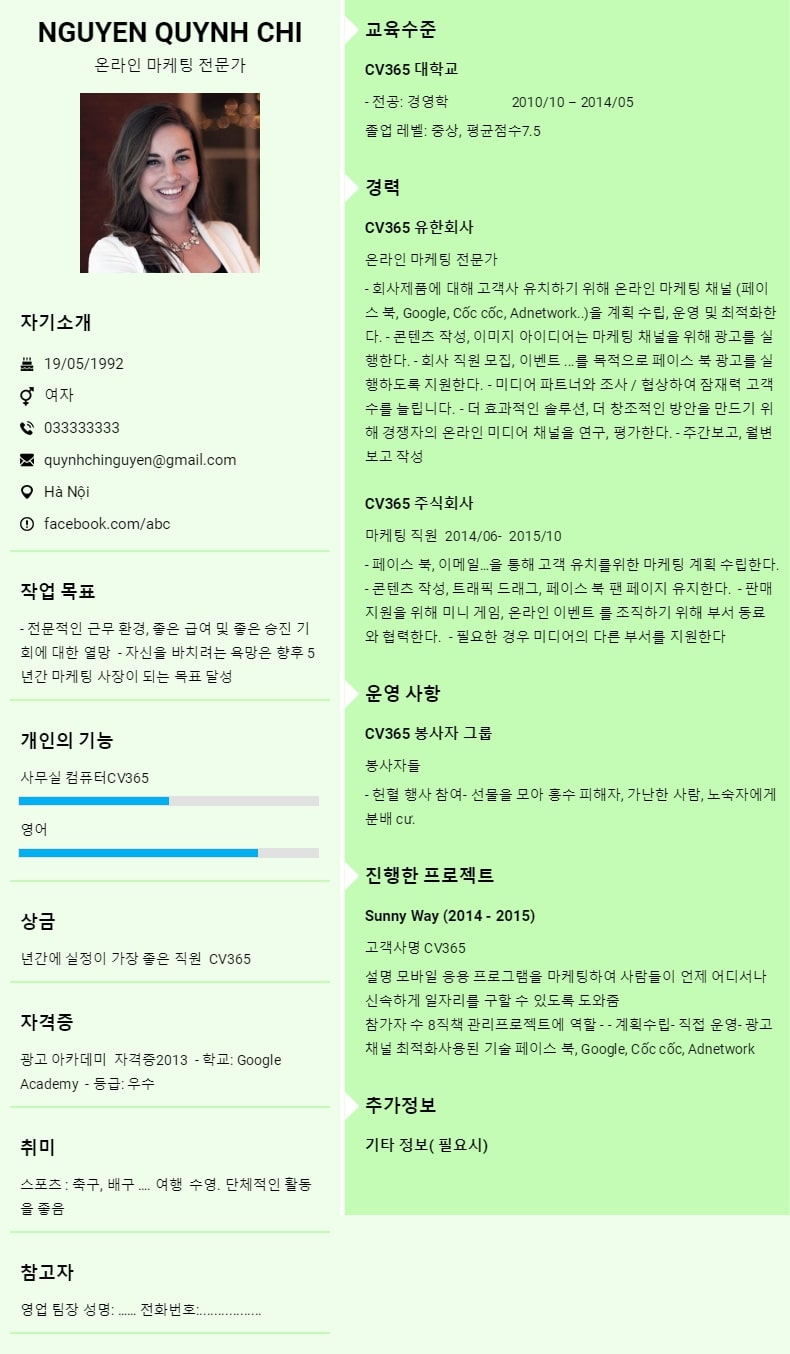 NGUYEN QUYNH CHI
온라인 마케팅 전문가
자기소개
19/05/1992
여자
033333333
quynhchinguyen@gmail.com
Hà Nội
facebook.com/abc
작업 목표
- 전문적인 근무 환경, 좋은 급여 및 좋은 승진 기
회에 대한 열망 - 자신을 바치려는 욕망은 향후 5
년간 마케팅 사장이 되는 목표 달성
개인의 기능
사무실 컴퓨터CV365
영어
상금
년간에 실정이 가장 좋은 직원 CV365
자격증
광고 아카데미 자격증2013 - 학교: Google
Academy - 등급: 우수
취미
스포츠 : 축구, 배구 .... 여행 수영. 단체적인 활동
을 좋음
참고자
영업 팀장 성명: ...... 전화번호:.................
교육수준
CV365 대학교
- 전공: 경영학 2010/10 – 2014/05
졸업 레벨: 중상, 평균점수7.5
경력
CV365 유한회사
온라인 마케팅 전문가
- 회사제품에 대해 고객사 유치하기 위해 온라인 마케팅 채널 (페이
스 북, Google, Cốc cốc, Adnetwork..)을 계획 수립, 운영 및 최적화한
다. - 콘텐츠 작성, 이미지 아이디어는 마케팅 채널을 위해 광고를 실
행한다. - 회사 직원 모집, 이벤트 ...를 목적으로 페이스 북 광고를 실
행하도록 지원한다. - 미디어 파트너와 조사 / 협상하여 잠재력 고객
수를 늘립니다. - 더 효과적인 솔루션, 더 창조적인 방안을 만드기 위
해 경쟁자의 온라인 미디어 채널을 연구, 평가한다. - 주간보고, 월변
보고 작성
CV365 주식회사
마케팅 직원 2014/06- 2015/10
- 페이스 북, 이메일...을 통해 고객 유치를위한 마케팅 계획 수립한다.
- 콘텐츠 작성, 트래픽 드래그, 페이스 북 팬 페이지 유지한다. - 판매
지원을 위해 미니 게임, 온라인 이벤트 를 조직하기 위해 부서 동료
와 협력한다. - 필요한 경우 미디어의 다른 부서를 지원한다
운영 사항
CV365 봉사자 그룹
봉사자들
- 헌혈 행사 참여- 선물을 모아 홍수 피해자, 가난한 사람, 노숙자에게
분배 cư.
진행한 프로젝트
Sunny Way (2014 - 2015)
고객사명 CV365
설명 모바일 응용 프로그램을 마케팅하여 사람들이 언제 어디서나
신속하게 일자리를 구할 수 있도록 도와줌
참가자 수 8직책 관리프로젝트에 역할 - - 계획수립- 직접 운영- 광고
채널 최적화사용된 기술 페이스 북, Google, Cốc cốc, Adnetwork
추가정보
기타 정보( 필요시)